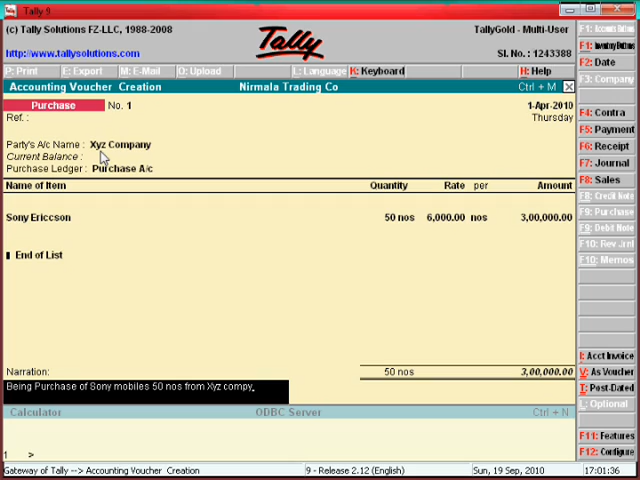 Tally 9
(c) Tally Solutions FZ-LLC, 1988-2008
TallyGold - Multi-User
http://www.tallysolutions.com
Tally
Sl. No. : 1243388
P: Print E: Export M: E-Mail O: Upload L: Language K: Keyboard H: Help
Accounting Voucher Creation Nirmala Trading Co Ctrl + M
Purchase No. 1 1-Apr-2010
Ref. : Thursday
Party's A/c Name : Xyz Company
Current Balance :
Purchase Ledger : Purchase A/c
Name of Item Quantity Rate per Amount
Sony Ericcson 50 nos 6,000.00 nos 3,00,000.00
End of List
Narration: 50 nos 3,00,000.00
Being Purchase of Sony mobiles 50 nos from Xyz compy.
Calculator ODBC Server Ctrl + N
1 >
Gateway of Tally --> Accounting Voucher Creation 9 - Release 2.12 (English) Sun, 19 Sep, 2010 17:01:36
F1: Accounts Buttons
F1: Inventory Buttons
F2: Date
F3: Company
F4: Contra
F5: Payment
F6: Receipt
F7: Journal
F8: Sales
F8: Credit Note
F9: Purchase
F9: Debit Note
F10: Rev Jrnl
F10: Memos
I: Acct Invoice
V: As Voucher
T: Post-Dated
L: Optional
F11: Features
F12: Configure